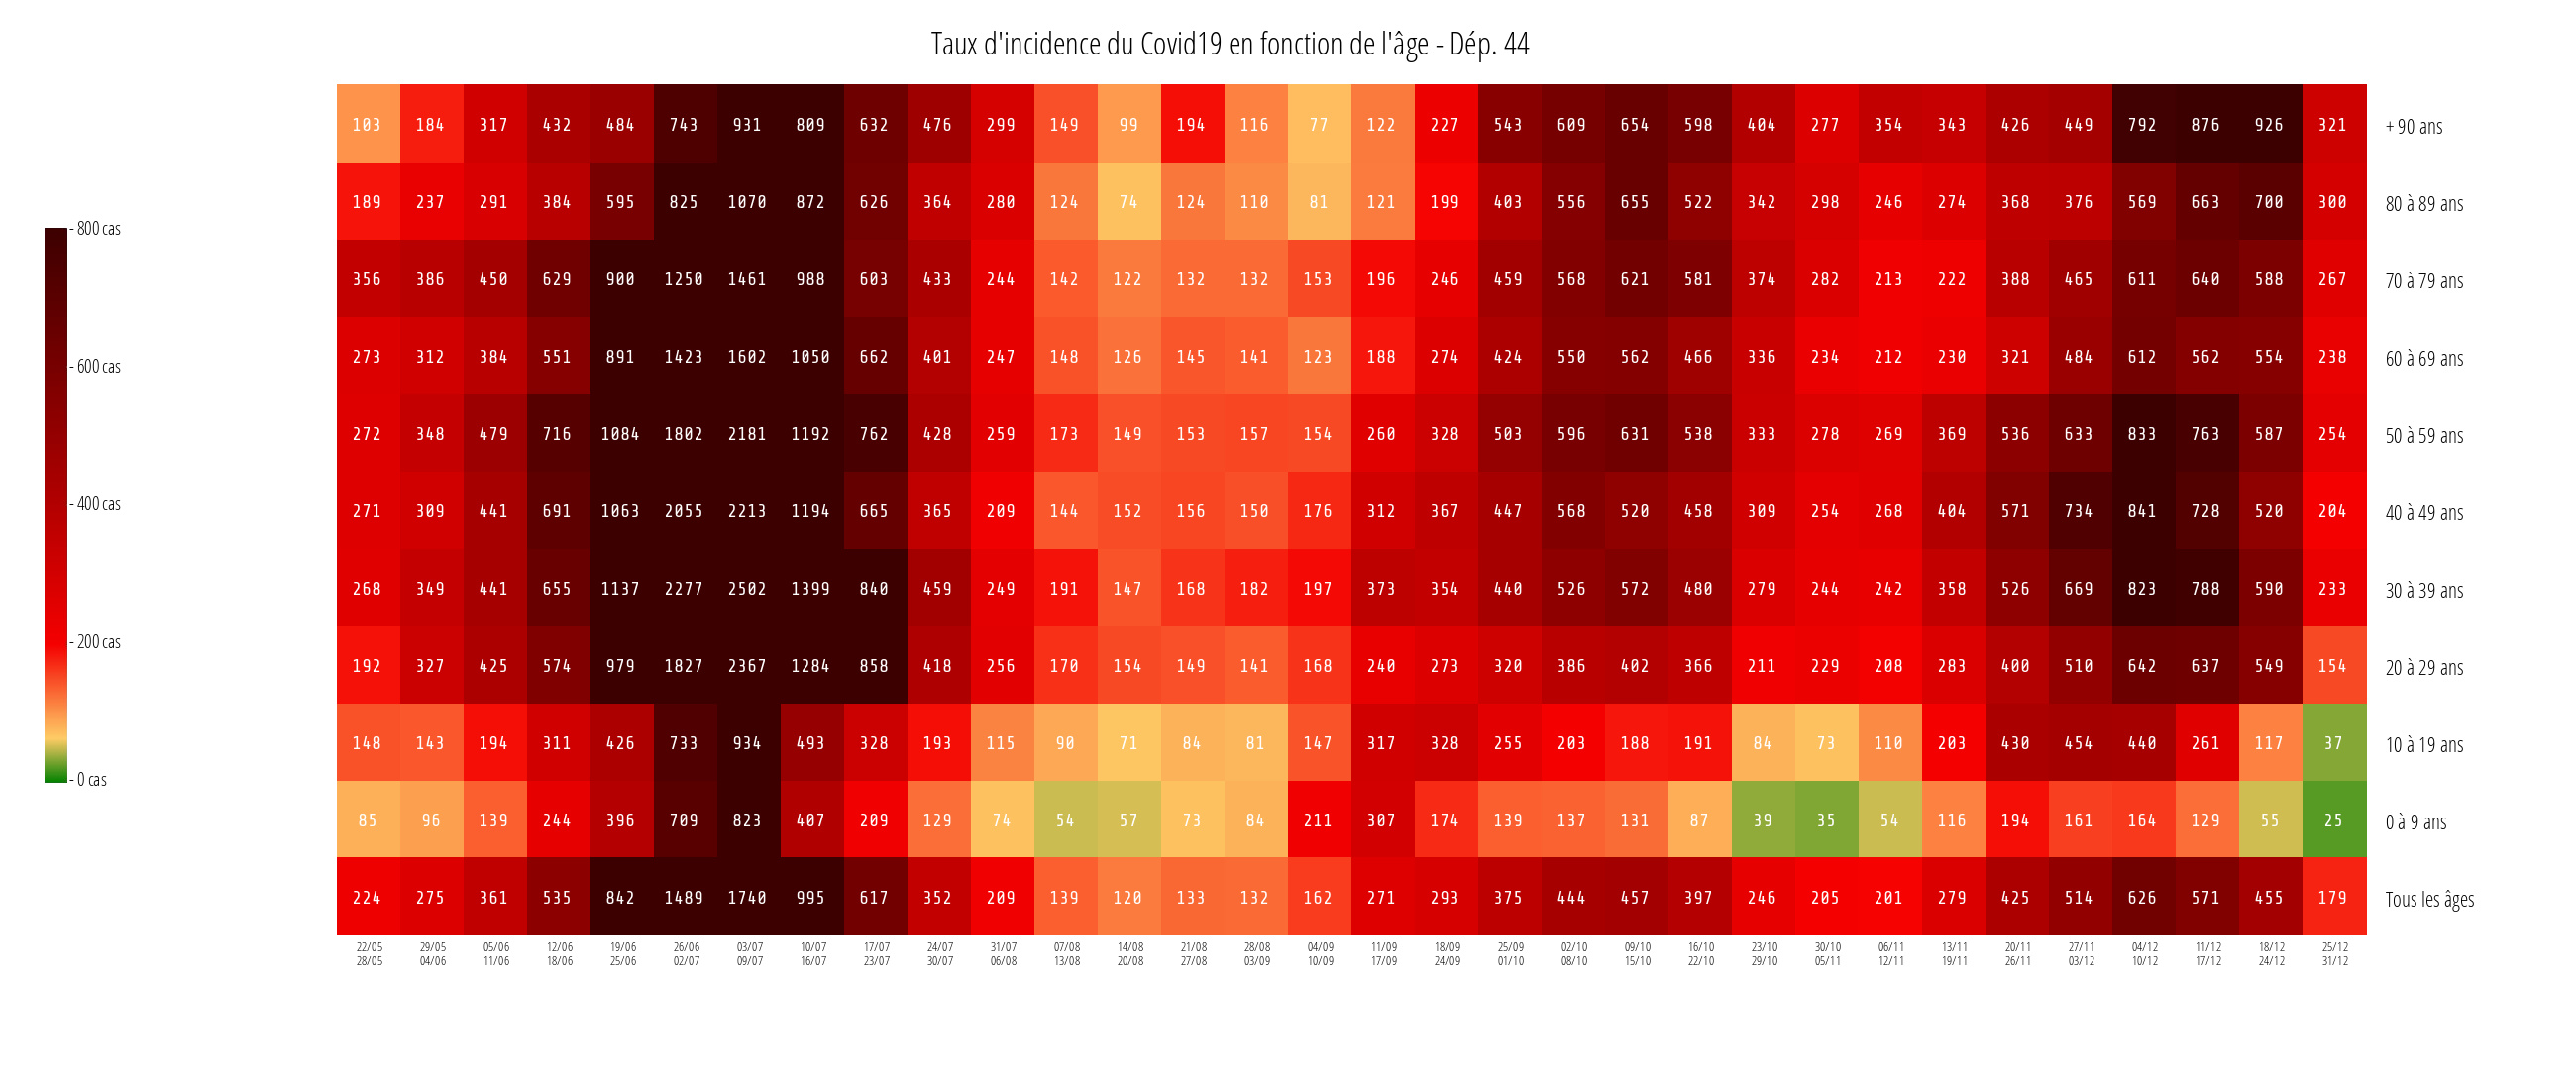 Taux d'incidence du Covid19 en fonction de l'âge - Dép. 44
- 800 cas
- 600 cas
- 400 cas
- 200 cas
- 0 cas
103 184 317 432 484 743 931 809 632 476 299 149 99 194 116 77 122 227 543 609 654 598 404 277 354 343 426 449 792 876 926 321 + 90 ans
189 237 291 384 595 825 1070 872 626 364 280 124 74 124 110 81 121 199 403 556 655 522 342 298 246 274 368 376 569 663 700 300 80 à 89 ans
356 386 450 629 900 1250 1461 988 603 433 244 142 122 132 132 153 196 246 459 568 621 581 374 282 213 222 388 465 611 640 588 267 70 à 79 ans
273 312 384 551 891 1423 1602 1050 662 401 247 148 126 145 141 123 188 274 424 550 562 466 336 234 212 230 321 484 612 562 554 238 60 à 69 ans
272 348 479 716 1084 1802 2181 1192 762 428 259 173 149 153 157 154 260 328 503 596 631 538 333 278 269 369 536 633 833 763 587 254 50 à 59 ans
271 309 441 691 1063 2055 2213 1194 665 365 209 144 152 156 150 176 312 367 447 568 520 458 309 254 268 404 571 734 841 728 520 204 40 à 49 ans
268 349 441 655 1137 2277 2502 1399 840 459 249 191 147 168 182 197 373 354 440 526 572 480 279 244 242 358 526 669 823 788 590 233 30 à 39 ans
192 327 425 574 979 1827 2367 1284 858 418 256 170 154 149 141 168 240 273 320 386 402 366 211 229 208 283 400 510 642 637 549 154 20 à 29 ans
148 143 194 311 426 733 934 493 328 193 115 90 71 84 81 147 317 328 255 203 188 191 84 73 110 203 430 454 440 261 117 37 10 à 19 ans
85 96 139 244 396 709 823 407 209 129 74 54 57 73 84 211 307 174 139 137 131 87 39 35 54 116 194 161 164 129 55 25 0 à 9 ans
224 275 361 535 842 1489 1740 995 617 352 209 139 120 133 132 162 271 293 375 444 457 397 246 205 201 279 425 514 626 571 455 179 Tous les âges
22/05 29/05 05/06 12/06 19/06 26/06 03/07 10/07 17/07 24/07 31/07 07/08 14/08 21/08 28/08 04/09 11/09 18/09 25/09 02/10 09/10 16/10 23/10 30/10 06/11 13/11 20/11 27/11 04/12 11/12 18/12 25/12
28/05 04/06 11/06 18/06 25/06 02/07 09/07 16/07 23/07 30/07 06/08 13/08 20/08 27/08 03/09 10/09 17/09 24/09 01/10 08/10 15/10 22/10 29/10 05/11 12/11 19/11 26/11 03/12 10/12 17/12 24/12 31/12